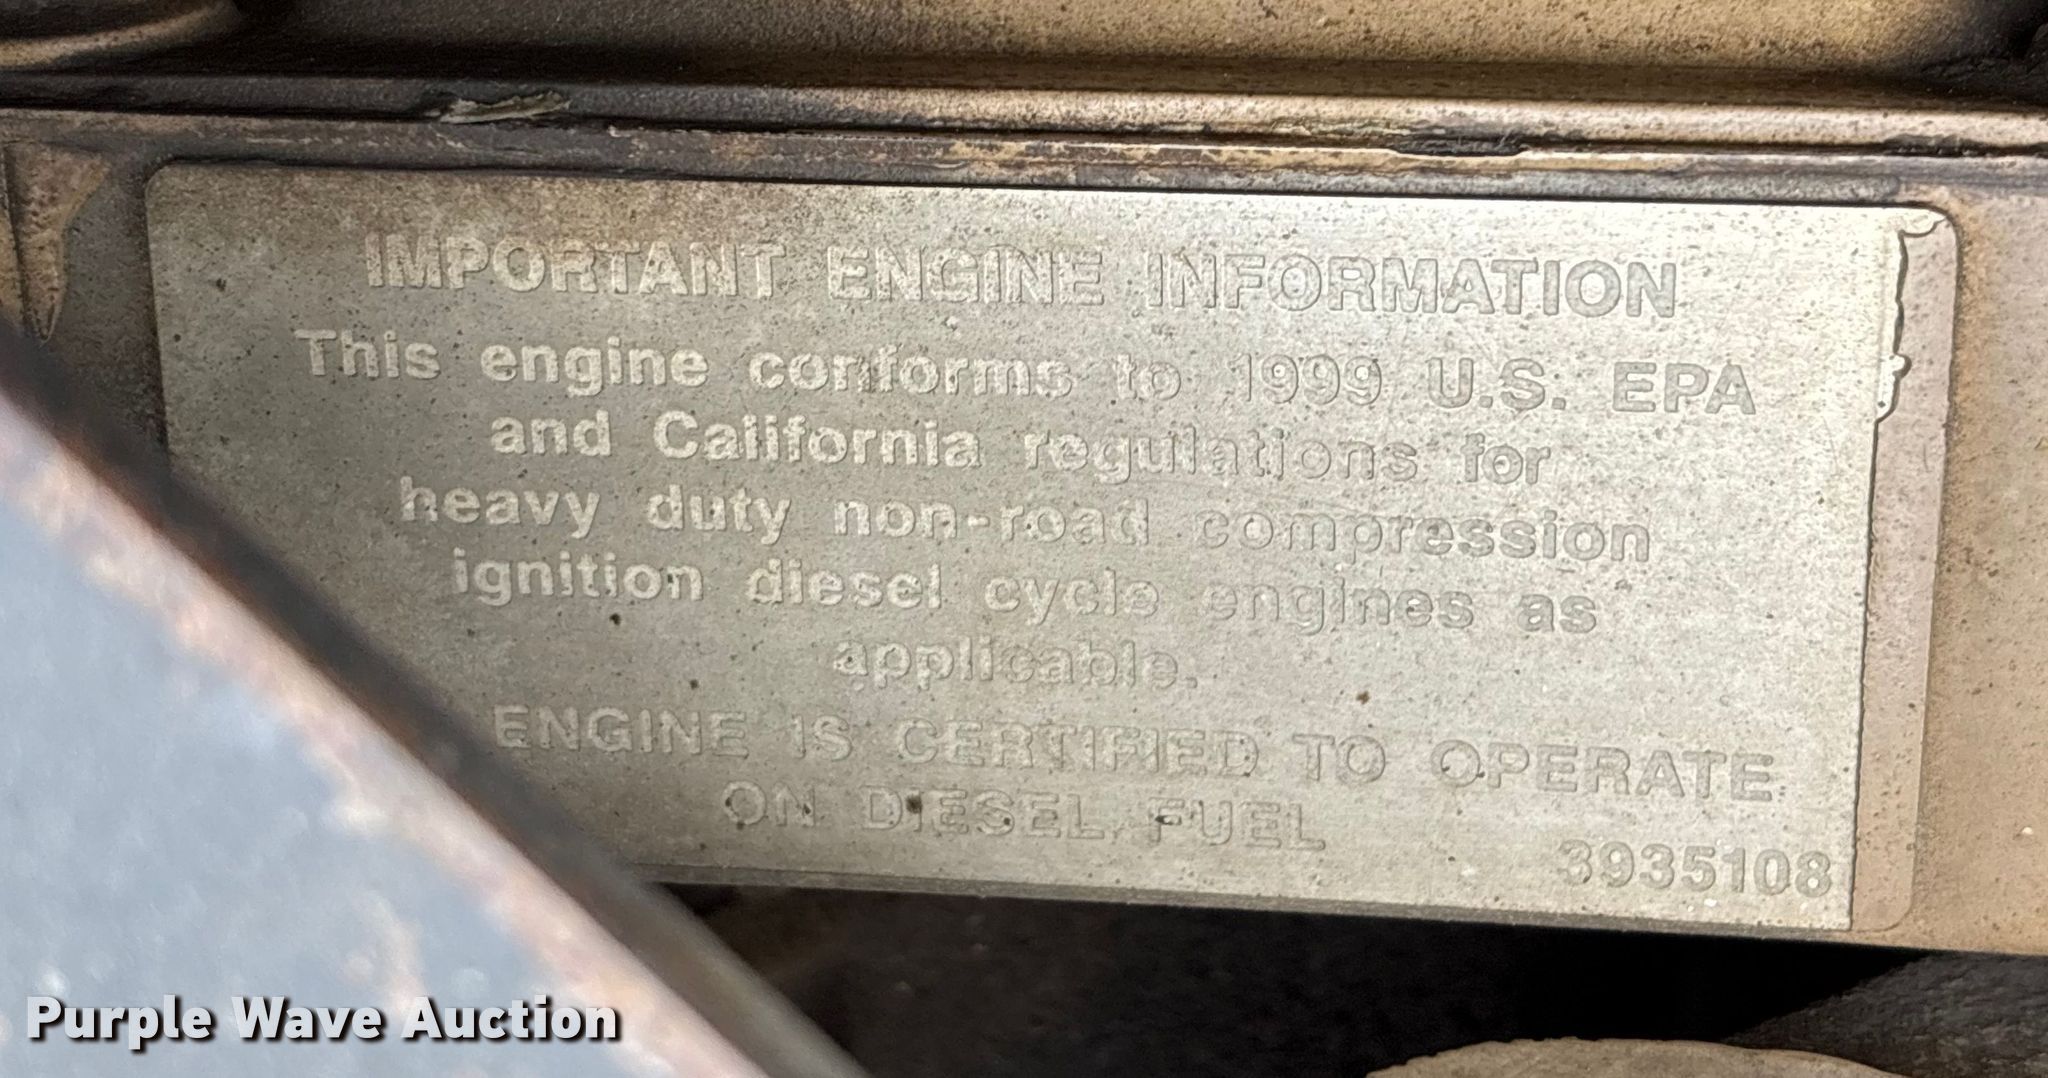 IMPORTANT ENGINE INFORMATION
This engine conforms to 1999 U.S. EPA
and California regulations for
heavy duty non-road compression
ignition diesel cycle engines as
applicable.
ENGINE IS CERTIFIED TO OPERATE
ON DIESEL FUEL
3935108
Purple Wave Auction